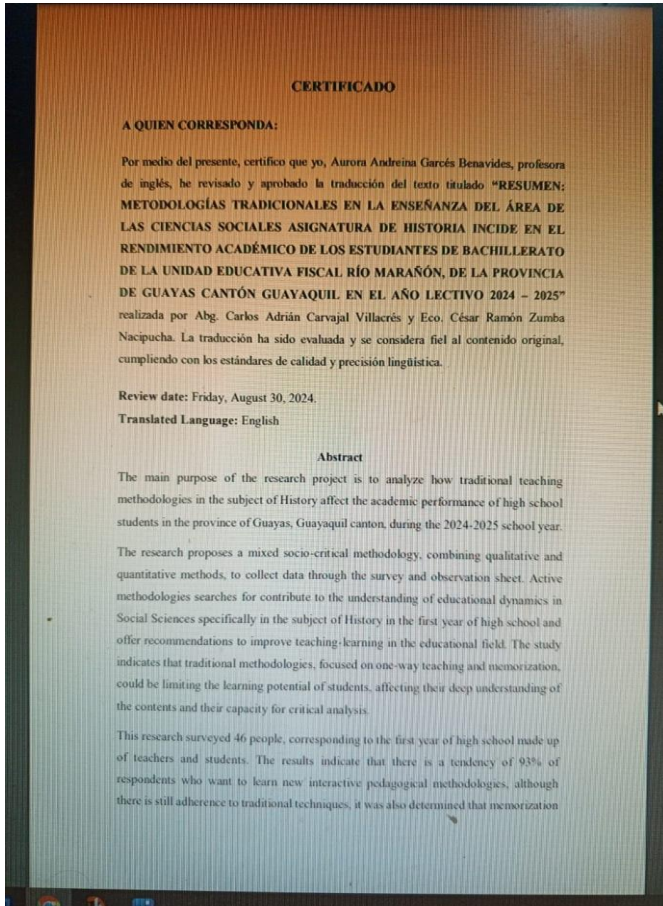 CERTIFICADO
A QUIEN CORRESPONDA:
Por medio del presente, certifico que yo, Aurora Andreina Garcés Benavides, profesora
de inglés, he revisado y aprobado la traducción del texto titulado “RESUMEN:
METODOLOGÍAS TRADICIONALES EN LA ENSEÑANZA DEL ÁREA DE
LAS CIENCIAS SOCIALES ASIGNATURA DE HISTORIA INCIDE EN EL
RENDIMIENTO ACADÉMICO DE LOS ESTUDIANTES DE BACHILLERATO
DE LA UNIDAD EDUCATIVA FISCAL RÍO MARAÑÓN, DE LA PROVINCIA
DE GUAYAS CANTÓN GUAYAQUIL EN EL AÑO LECTIVO 2024 – 2025”
realizada por Abg. Carlos Adrián Carvajal Villacrés y Eco. César Ramón Zumba
Nacipucha. La traducción ha sido evaluada y se considera fiel al contenido original,
cumpliendo con los estándares de calidad y precisión lingüística.
Review date: Friday, August 30, 2024.
Translated Language: English
Abstract
The main purpose of the research project is to analyze how traditional teaching
methodologies in the subject of History affect the academic performance of high school
students in the province of Guayas, Guayaquil canton, during the 2024-2025 school year.
The research proposes a mixed socio-critical methodology, combining qualitative and
quantitative methods, to collect data through the survey and observation sheet. Active
methodologies searches for contribute to the understanding of educational dynamics in
Social Sciences specifically in the subject of History in the first year of high school and
offer recommendations to improve teaching-learning in the educational field. The study
indicates that traditional methodologies, focused on one-way teaching and memorization,
could be limiting the learning potential of students, affecting their deep understanding of
the contents and their capacity for critical analysis.
This research surveyed 46 people, corresponding to the first year of high school made up
of teachers and students. The results indicate that there is a tendency of 93% of
respondents who want to learn new interactive pedagogical methodologies, although
there is still adherence to traditional techniques, it was also determined that memorization